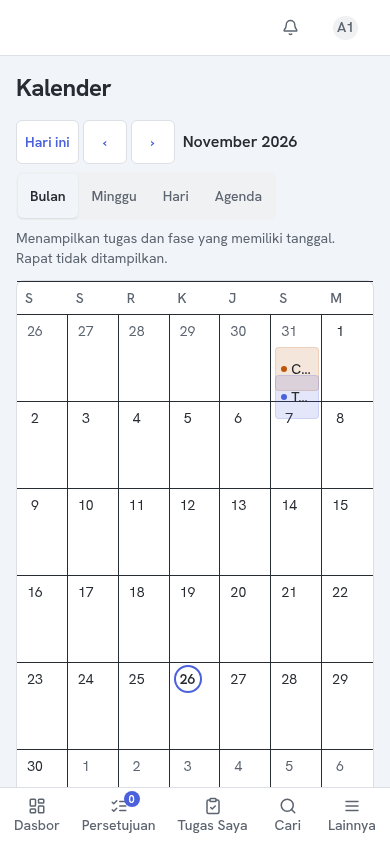 A1
Kalender
Hari ini ‹ › November 2026
Bulan Minggu Hari Agenda
Menampilkan tugas dan fase yang memiliki tanggal.
Rapat tidak ditampilkan.
S S R K J S M
26 27 28 29 30 31 1
C…
T…
2 3 4 5 6 7 8
9 10 11 12 13 14 15
16 17 18 19 20 21 22
23 24 25 26 27 28 29
30 1 2 3 4 5 6
0
Dasbor Persetujuan Tugas Saya Cari Lainnya